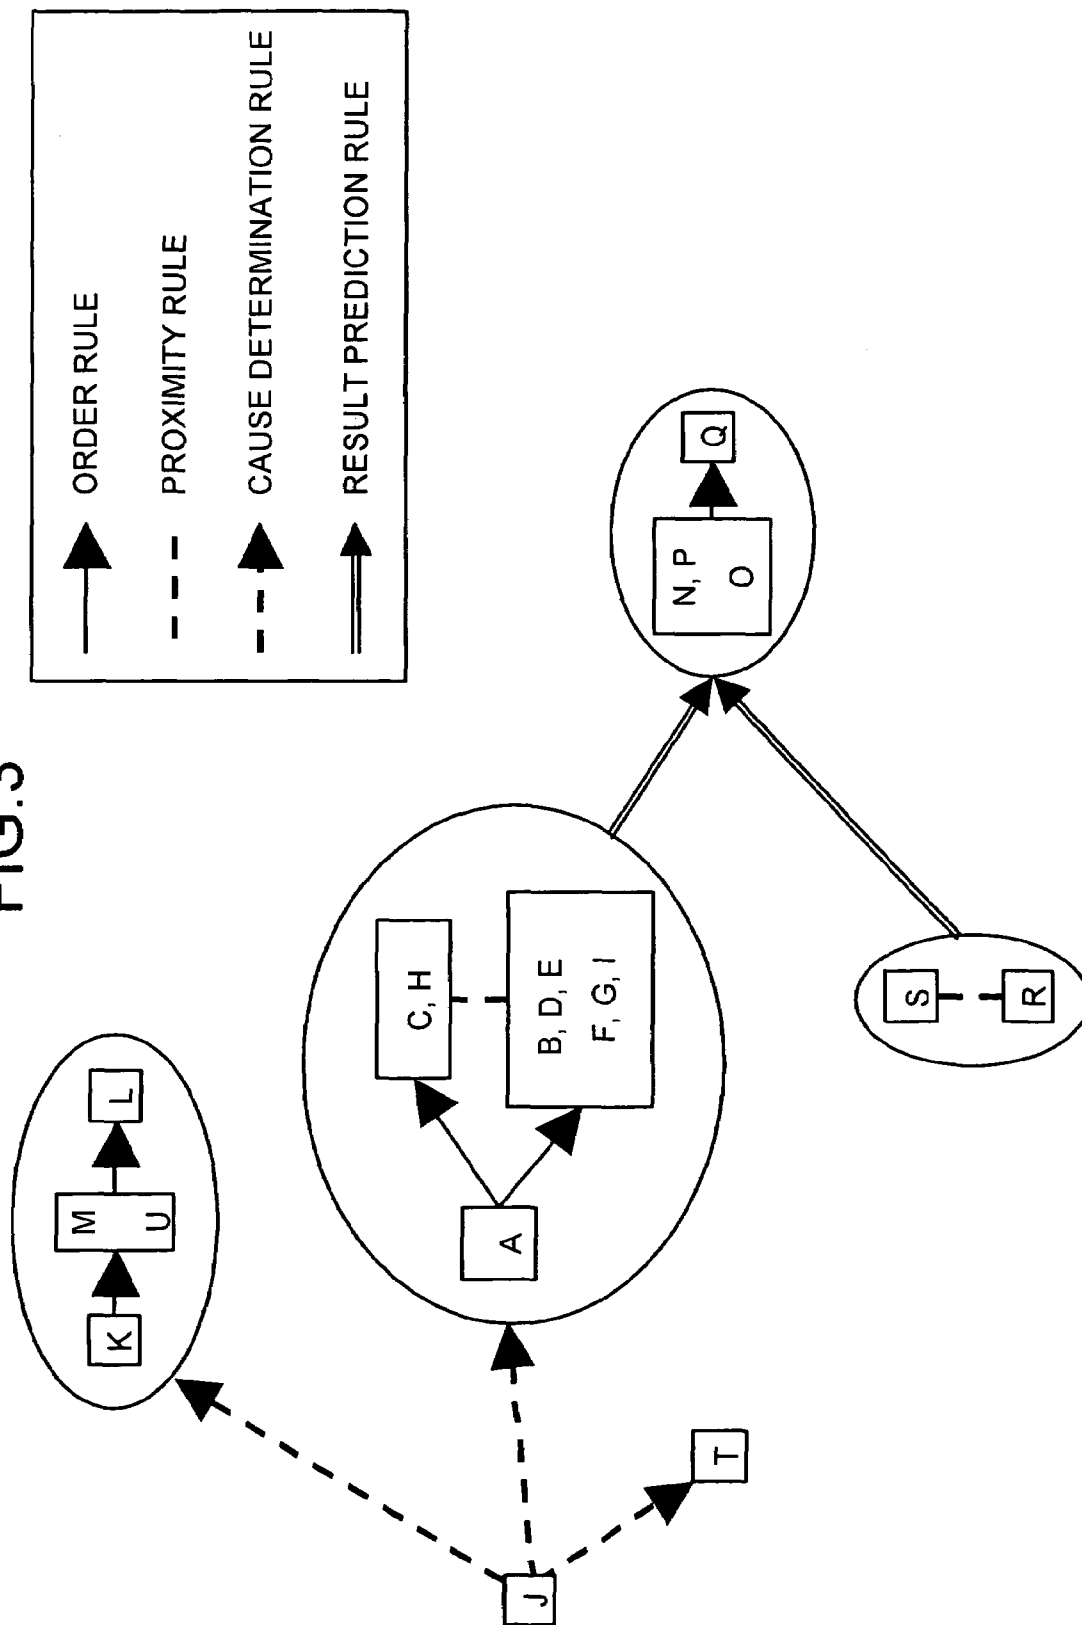 FIG.3
ORDER RULE
PROXIMITY RULE
CAUSE DETERMINATION RULE
RESULT PREDICTION RULE
K
M
U
L
J
A
C, H
B, D, E
F, G, I
N, P
O
Q
T
S
R